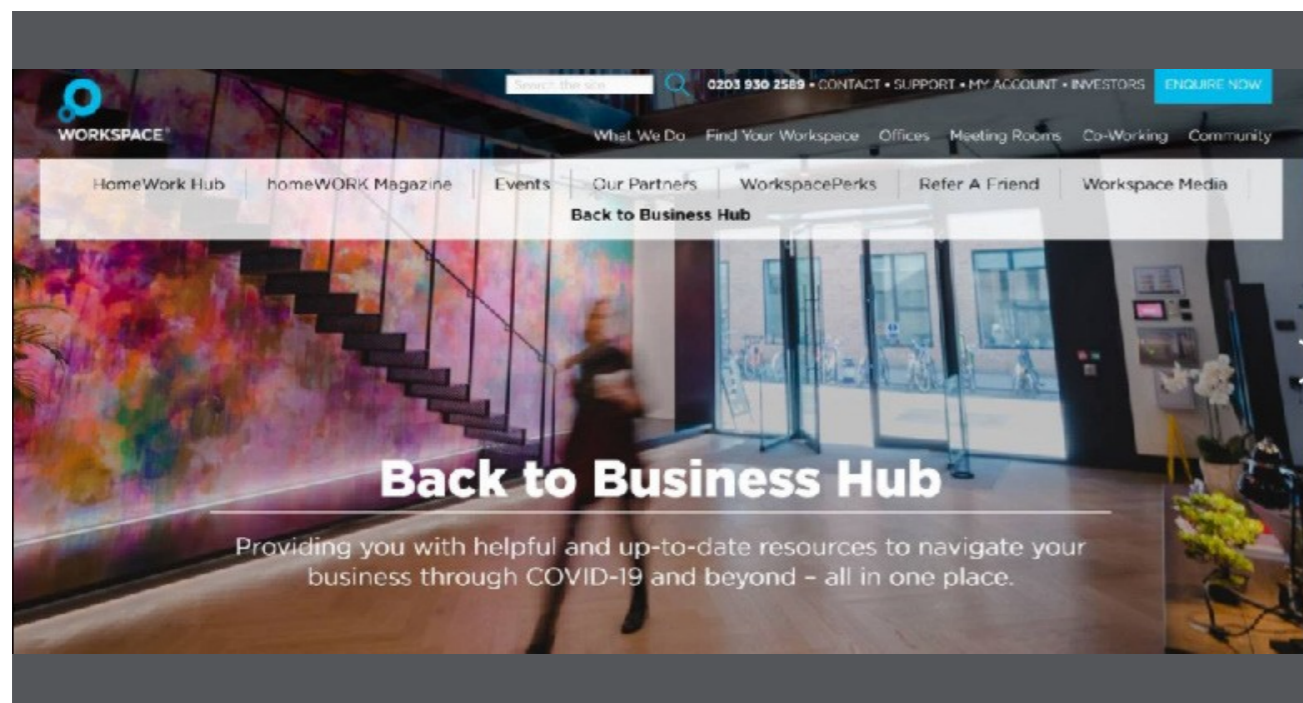 Search the site
0203 930 2589 • CONTACT • SUPPORT • MY ACCOUNT • INVESTORS
ENQUIRE NOW
WORKSPACE®
What We Do Find Your Workspace Offices Meeting Rooms Co-Working Community
HomeWork Hub homeWORK Magazine Events Our Partners WorkspacePerks Refer A Friend Workspace Media
Back to Business Hub
Back to Business Hub
Providing you with helpful and up-to-date resources to navigate your
business through COVID-19 and beyond – all in one place.